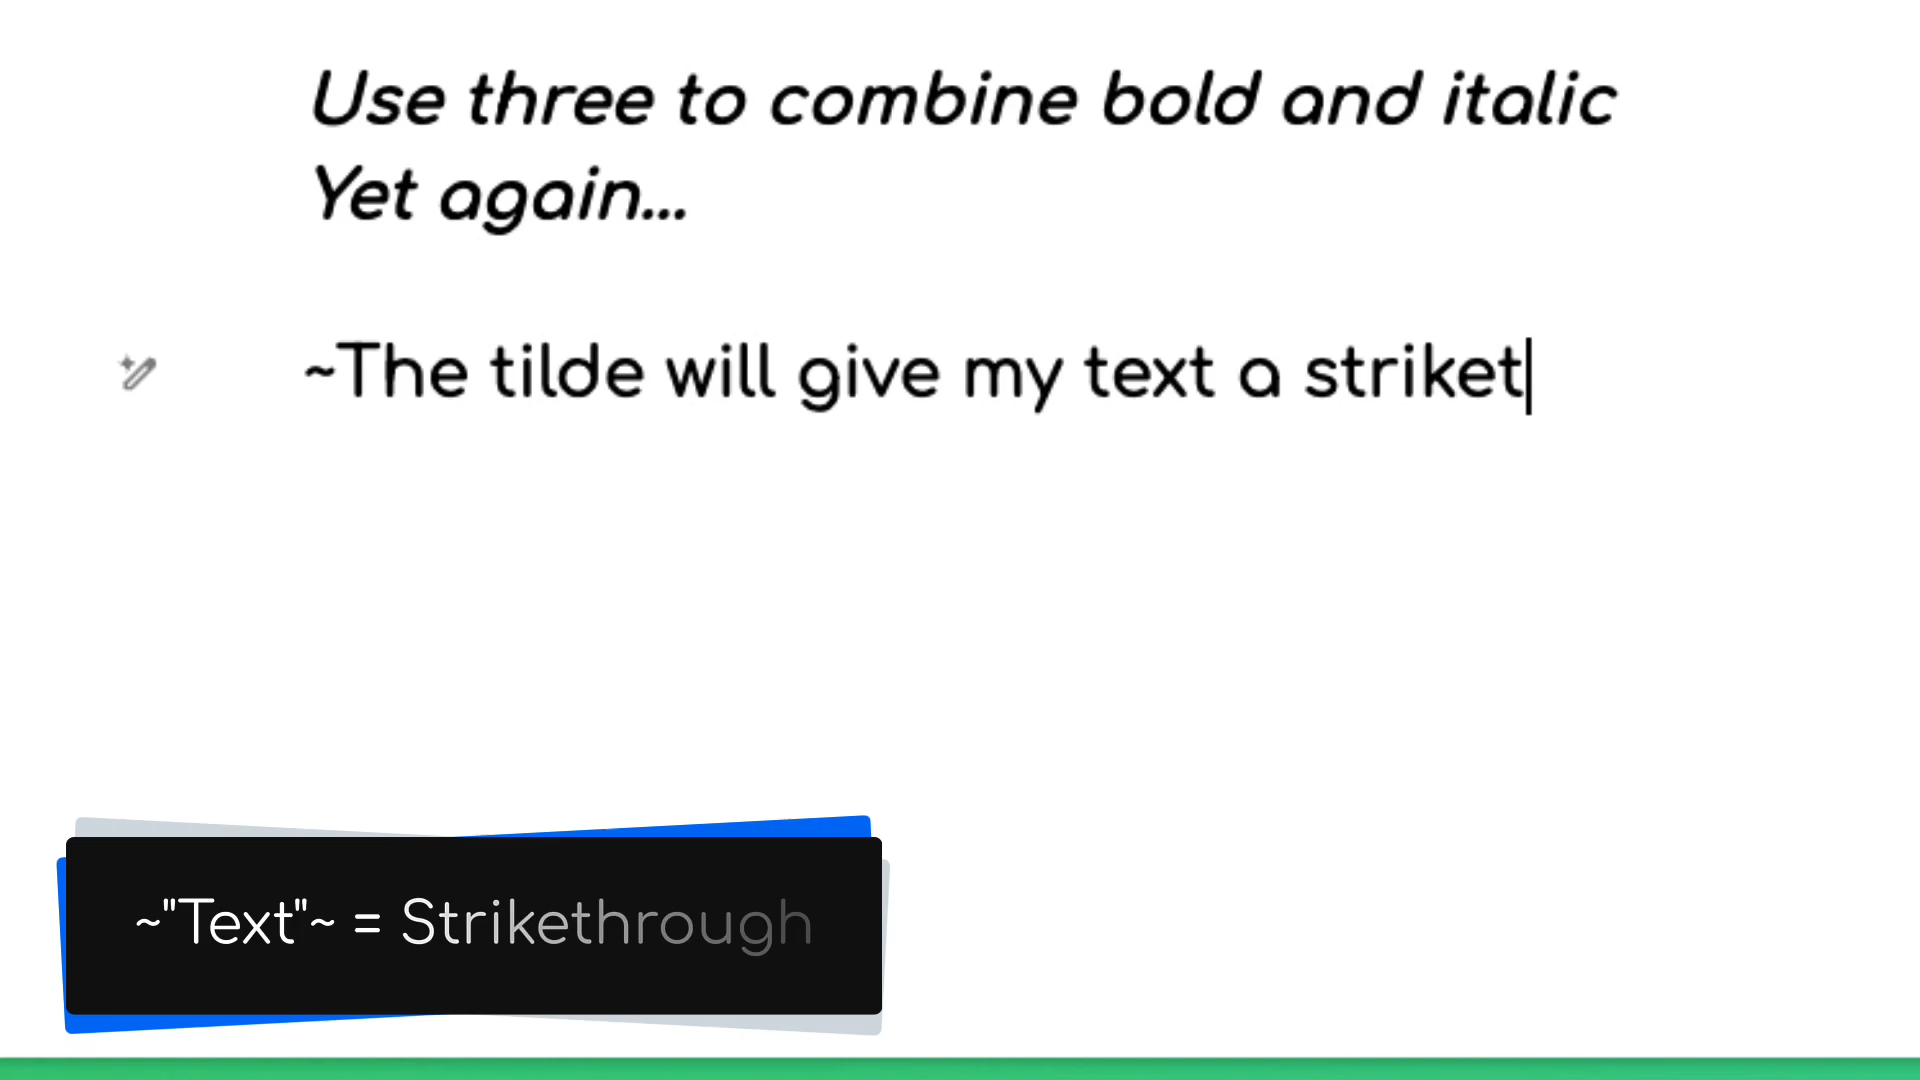 Use three to combine bold and italic
Yet again...
~The tilde will give my text a striket
~"Text"~ = Strikethrough